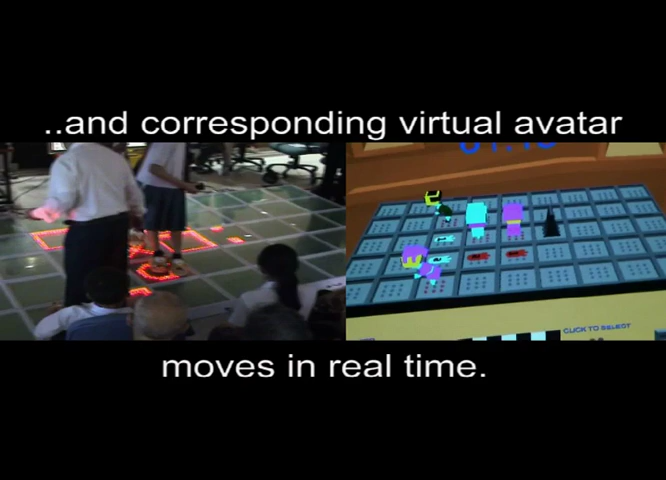 ..and corresponding virtual avatar
CLICK TO SELECT
moves in real time.